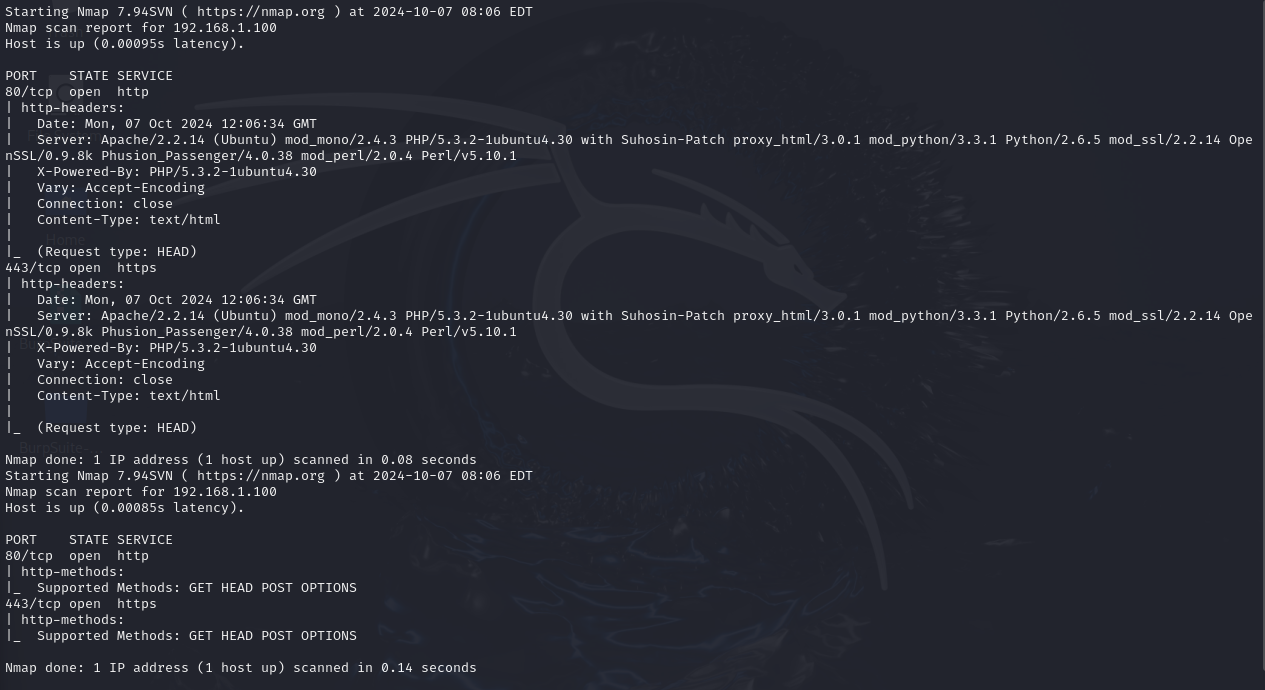 Starting Nmap 7.94SVN ( https://nmap.org ) at 2024-10-07 08:06 EDT
Nmap scan report for 192.168.1.100
Host is up (0.00095s latency).

PORT    STATE SERVICE
80/tcp  open  http
| http-headers:
|   Date: Mon, 07 Oct 2024 12:06:34 GMT
|   Server: Apache/2.2.14 (Ubuntu) mod_mono/2.4.3 PHP/5.3.2-1ubuntu4.30 with Suhosin-Patch proxy_html/3.0.1 mod_python/3.3.1 Python/2.6.5 mod_ssl/2.2.14 Ope
nSSL/0.9.8k Phusion_Passenger/4.0.38 mod_perl/2.0.4 Perl/v5.10.1
|   X-Powered-By: PHP/5.3.2-1ubuntu4.30
|   Vary: Accept-Encoding
|   Connection: close
|   Content-Type: text/html
|
|_  (Request type: HEAD)
443/tcp open  https
| http-headers:
|   Date: Mon, 07 Oct 2024 12:06:34 GMT
|   Server: Apache/2.2.14 (Ubuntu) mod_mono/2.4.3 PHP/5.3.2-1ubuntu4.30 with Suhosin-Patch proxy_html/3.0.1 mod_python/3.3.1 Python/2.6.5 mod_ssl/2.2.14 Ope
nSSL/0.9.8k Phusion_Passenger/4.0.38 mod_perl/2.0.4 Perl/v5.10.1
|   X-Powered-By: PHP/5.3.2-1ubuntu4.30
|   Vary: Accept-Encoding
|   Connection: close
|   Content-Type: text/html
|
|_  (Request type: HEAD)

Nmap done: 1 IP address (1 host up) scanned in 0.08 seconds
Starting Nmap 7.94SVN ( https://nmap.org ) at 2024-10-07 08:06 EDT
Nmap scan report for 192.168.1.100
Host is up (0.00085s latency).

PORT    STATE SERVICE
80/tcp  open  http
| http-methods:
|_  Supported Methods: GET HEAD POST OPTIONS
443/tcp open  https
| http-methods:
|_  Supported Methods: GET HEAD POST OPTIONS

Nmap done: 1 IP address (1 host up) scanned in 0.14 seconds
Home